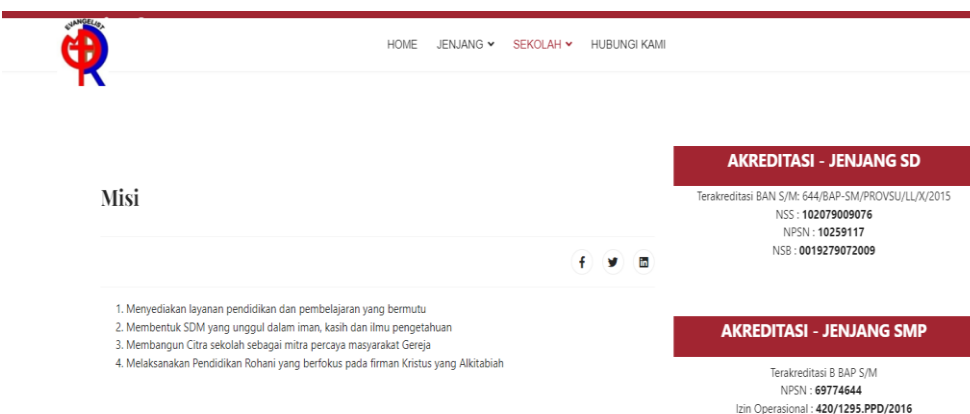 EVANGELIST
HOME JENJANG SEKOLAH HUBUNGI KAMI
Misi
1. Menyediakan layanan pendidikan dan pembelajaran yang bermutu
2. Membentuk SDM yang unggul dalam iman, kasih dan ilmu pengetahuan
3. Membangun Citra sekolah sebagai mitra percaya masyarakat Gereja
4. Melaksanakan Pendidikan Rohani yang berfokus pada firman Kristus yang Alkitabiah
AKREDITASI - JENJANG SD
Terakreditasi BAN S/M: 644/BAP-SM/PROVSU/LL/X/2015
NSS : 102079009076
NPSN : 10259117
NSB : 0019279072009
AKREDITASI - JENJANG SMP
Terakreditasi B BAP S/M
NPSN : 69774644
Izin Operasional : 420/1295.PPD/2016